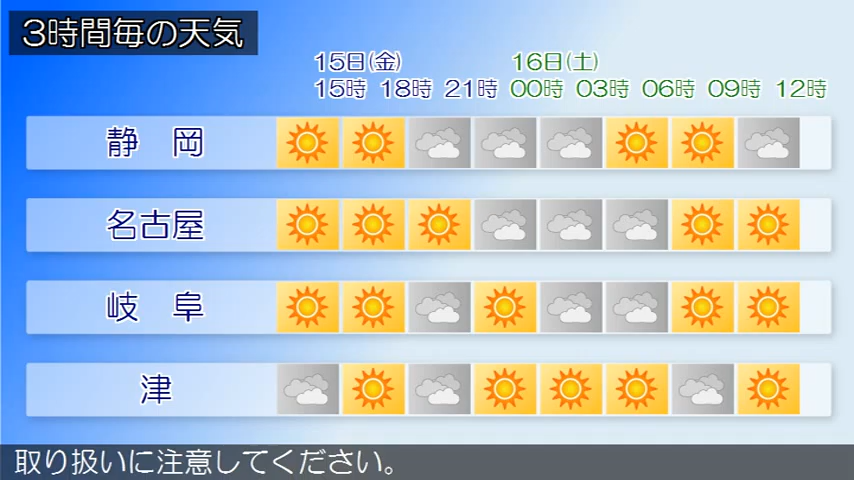 3時間毎の天気
15日(金) 16日(土)
15時 18時 21時 00時 03時 06時 09時 12時
静 岡
名古屋
岐 阜
津
取り扱いに注意してください。